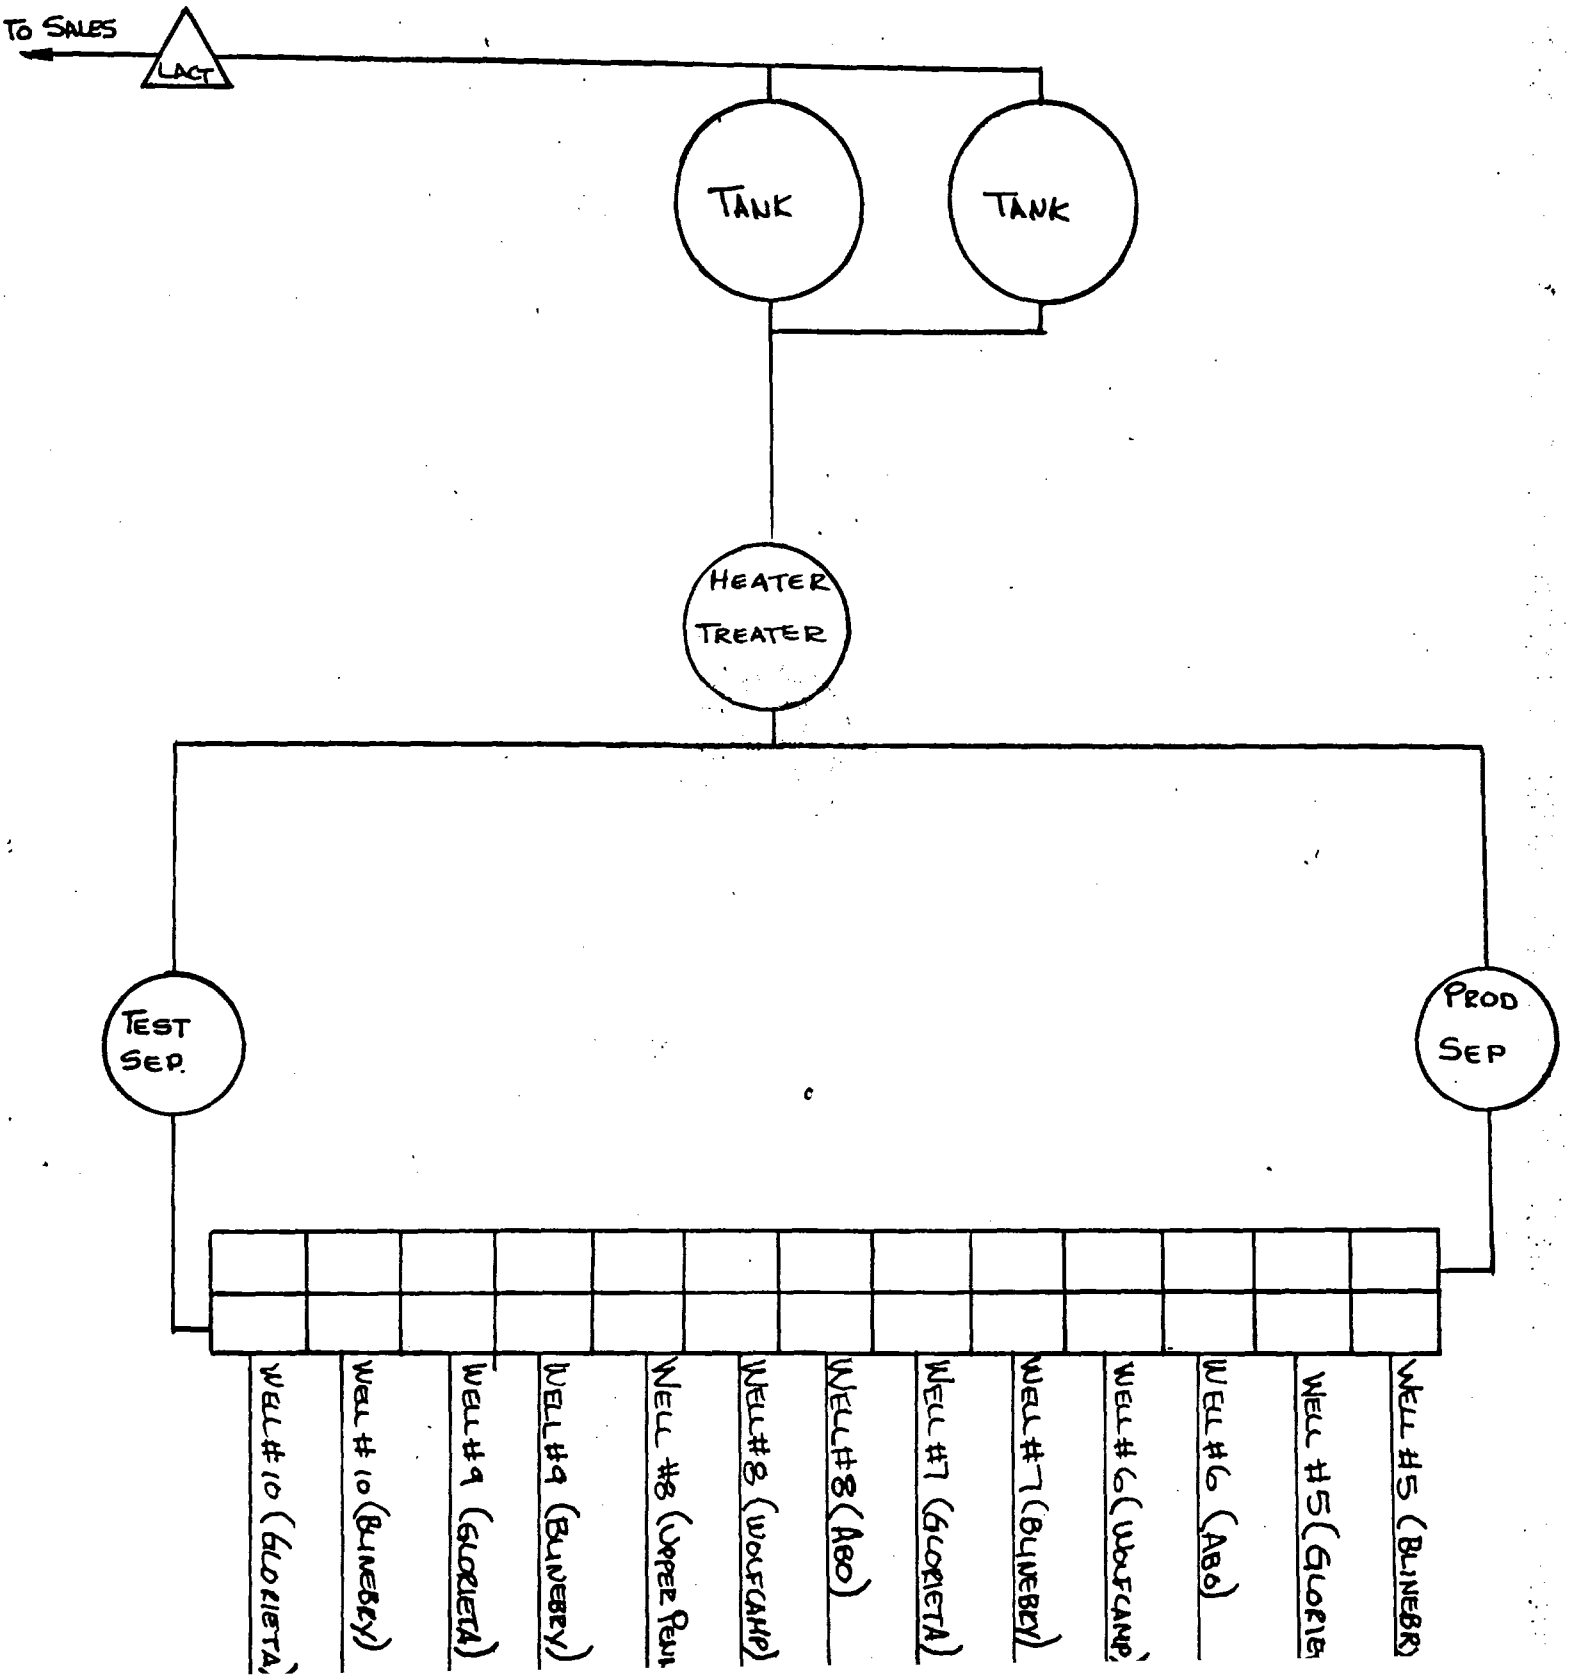 TO SALES
LACT
TANK
TANK
HEATER
TREATER
TEST
SEP.
PROD
SEP
WELL #10 (GLORIETA)
WELL #10 (BLINEBRY)
WELL #9 (GLORIETA)
WELL #9 (BLINEBRY)
WELL #8 (UPPER PENN
WELL #8 (WOLFCAMP)
WELL #8 (ABO)
WELL #7 (GLORIETA)
WELL #7 (BLINEBRY)
WELL #6 (WOLFCAMP)
WELL #6 (ABO)
WELL #5 (GLORIE
WELL #5 (BLINEBRY